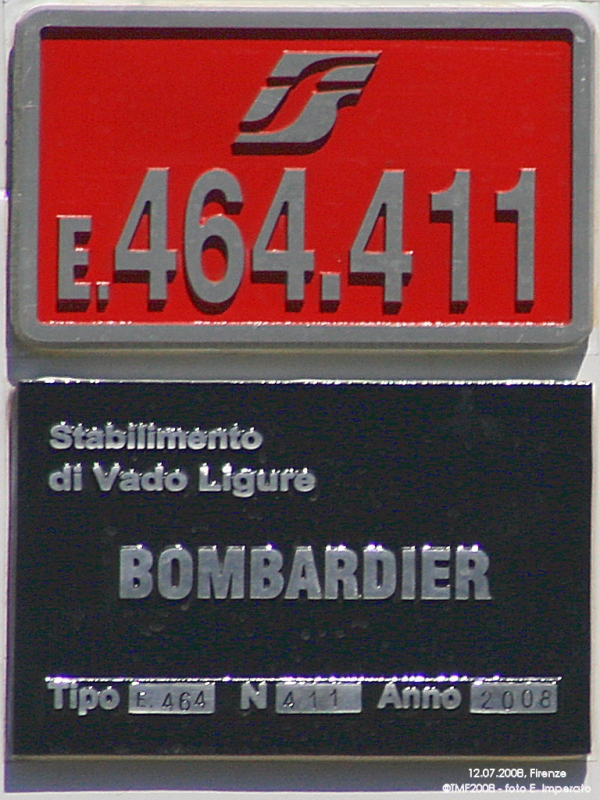 E.464.411
Stabilimento
di Vado Ligure
BOMBARDIER
Tipo E.464 N 411 Anno 2008
12.07.2008, Firenze
©TMF2008 - foto E. Imperato